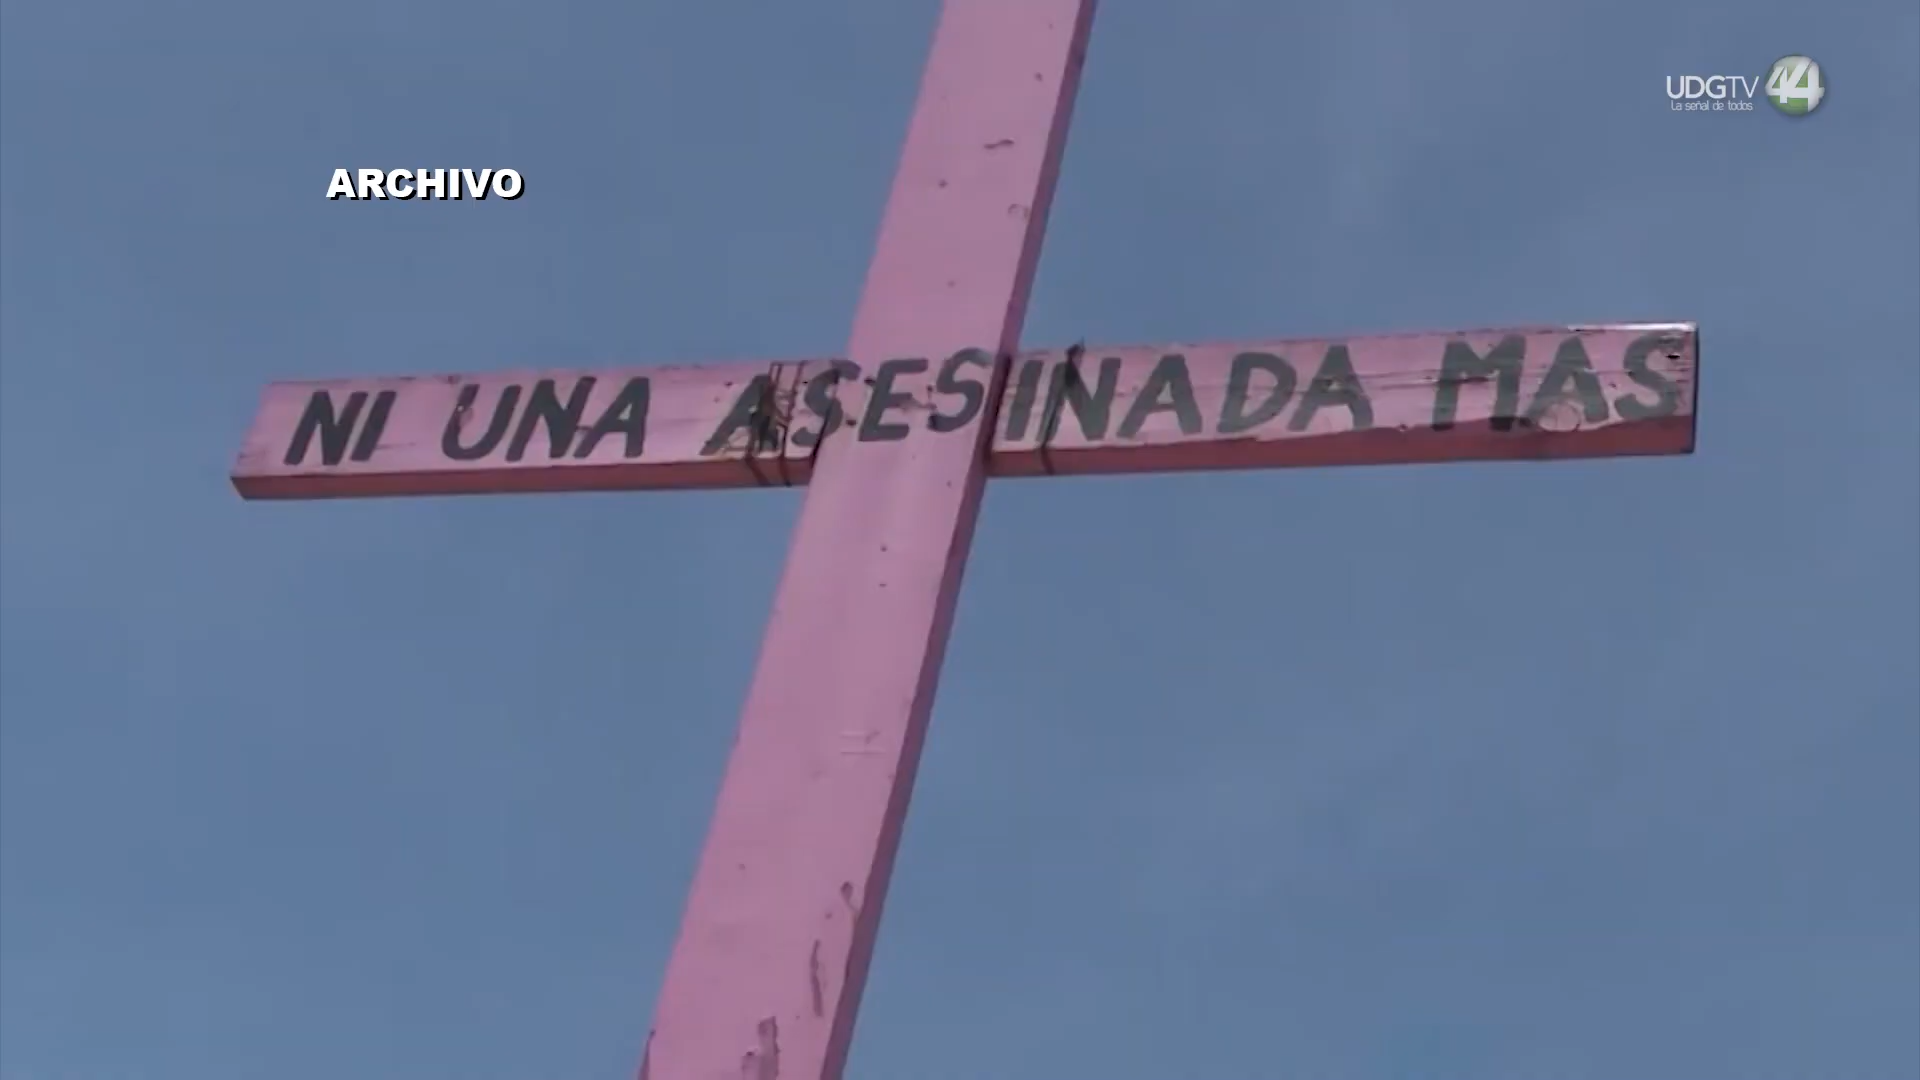 UDGTV 44
La señal de todos
ARCHIVO
NI UNA ASESINADA MAS